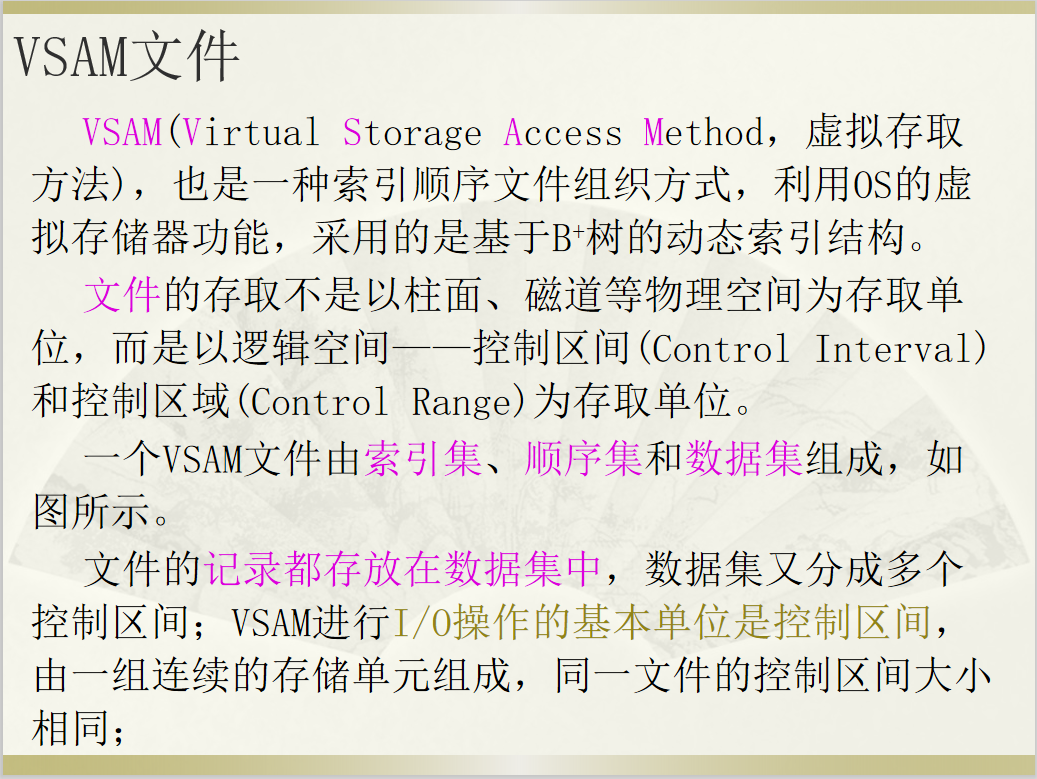 VSAM文件
VSAM(Virtual Storage Access Method，虚拟存取
方法)，也是一种索引顺序文件组织方式，利用OS的虚
拟存储器功能，采用的是基于B+树的动态索引结构。
文件的存取不是以柱面、磁道等物理空间为存取单
位，而是以逻辑空间——控制区间(Control Interval)
和控制区域(Control Range)为存取单位。
一个VSAM文件由索引集、顺序集和数据集组成，如
图所示。
文件的记录都存放在数据集中，数据集又分成多个
控制区间；VSAM进行I/O操作的基本单位是控制区间，
由一组连续的存储单元组成，同一文件的控制区间大小
相同；